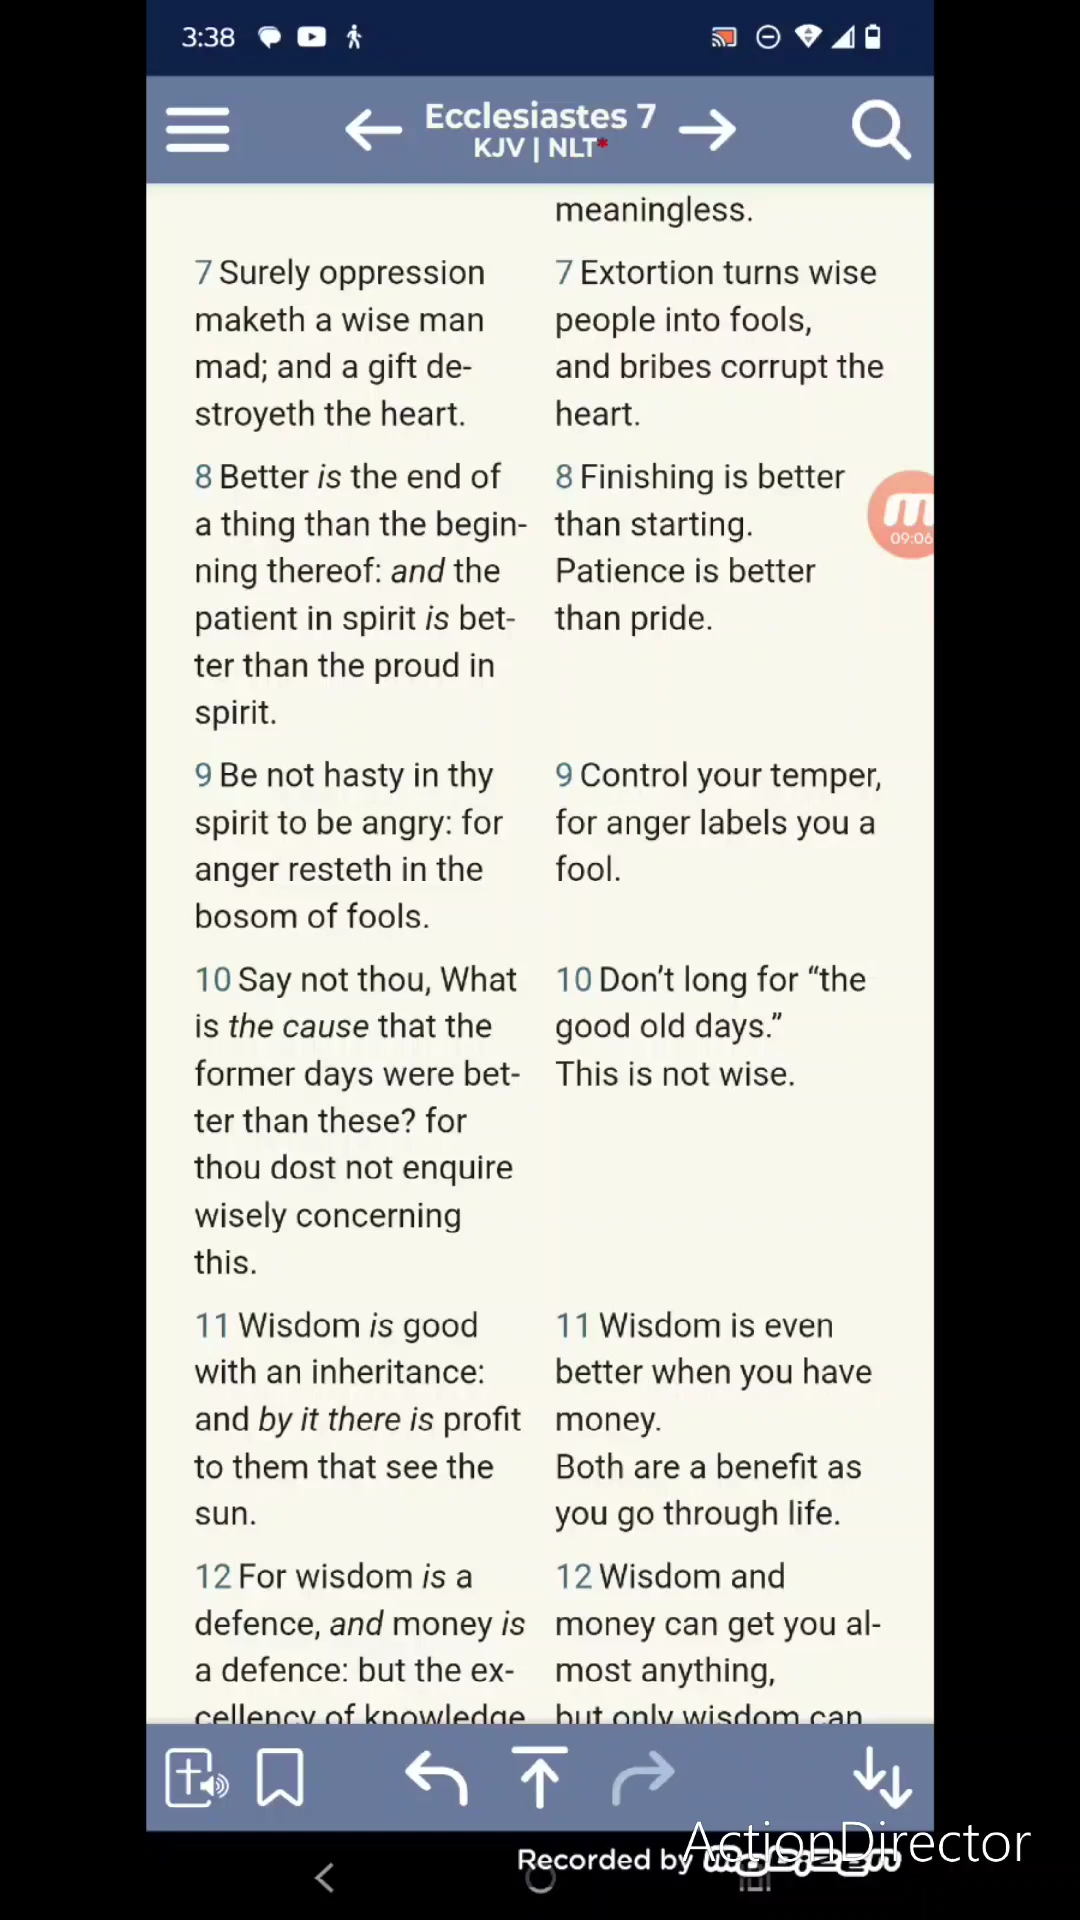 3:38
Ecclesiastes 7
KJV | NLT*
meaningless.
7 Surely oppression
maketh a wise man
mad; and a gift de-
stroyeth the heart.
8 Better is the end of
a thing than the begin-
ning thereof: and the
patient in spirit is bet-
ter than the proud in
spirit.
9 Be not hasty in thy
spirit to be angry: for
anger resteth in the
bosom of fools.
10 Say not thou, What
is the cause that the
former days were bet-
ter than these? for
thou dost not enquire
wisely concerning
this.
11 Wisdom is good
with an inheritance:
and by it there is profit
to them that see the
sun.
12 For wisdom is a
defence, and money is
a defence: but the ex-
cellency of knowledge
7 Extortion turns wise
people into fools,
and bribes corrupt the
heart.
8 Finishing is better
than starting.
Patience is better
than pride.
9 Control your temper,
for anger labels you a
fool.
10 Don’t long for “the
good old days.”
This is not wise.
11 Wisdom is even
better when you have
money.
Both are a benefit as
you go through life.
12 Wisdom and
money can get you al-
most anything,
but only wisdom can
m
09:06
ActionDirector
Recorded by mobizen